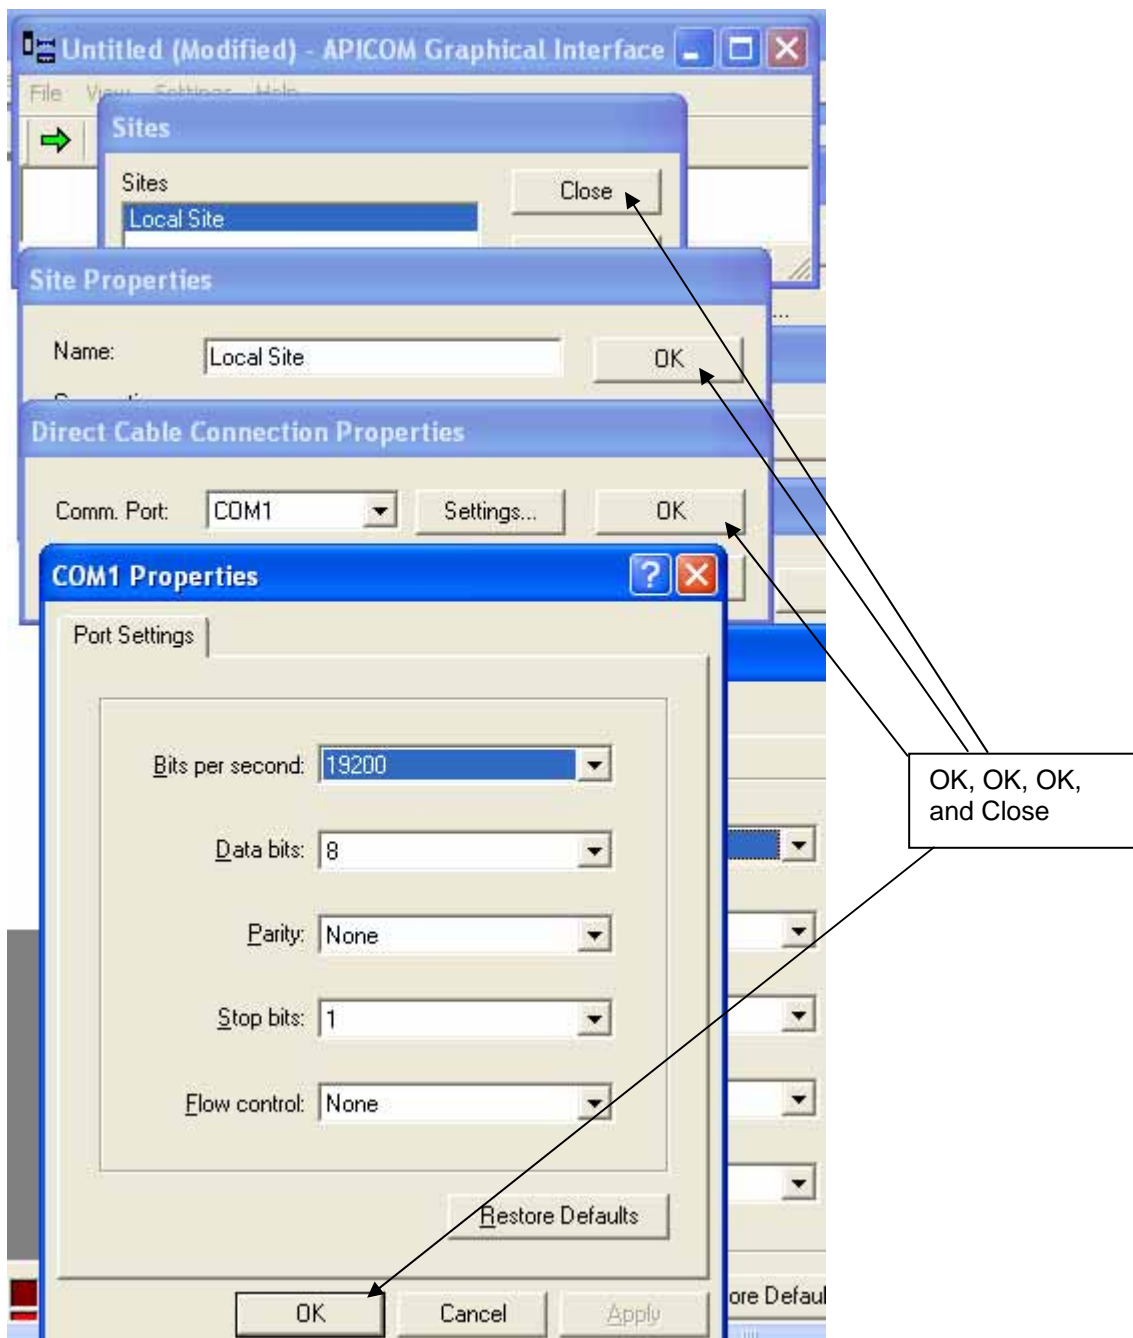 Untitled (Modified) - APICOM Graphical Interface
File View Settings Help
Sites
Sites
Close
Local Site
Site Properties
...
Name:
Local Site
OK
Direct Cable Connection Properties
Comm. Port:
COM1
Settings...
OK
COM1 Properties
Port Settings
Bits per second:
19200
OK, OK, OK,
and Close
Data bits:
8
Parity:
None
Stop bits:
1
Flow control:
None
Restore Defaults
ore Defaul
OK
Cancel
Apply